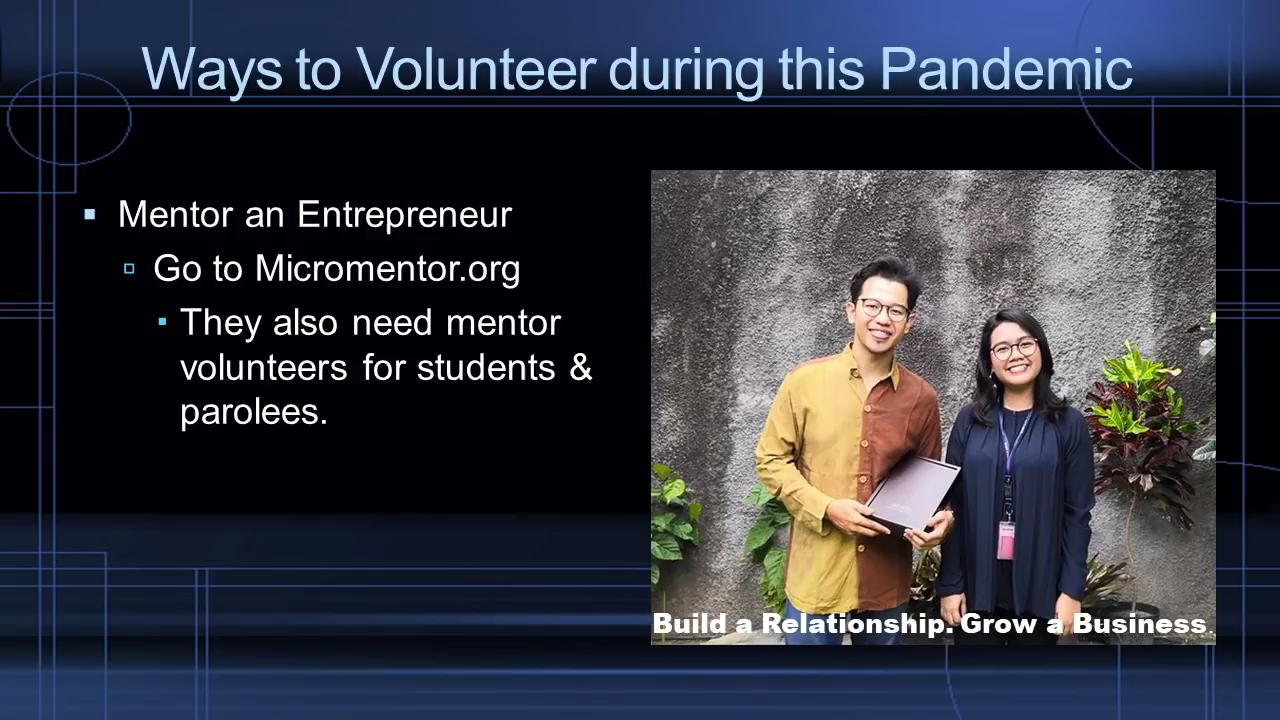 Ways to Volunteer during this Pandemic
Mentor an Entrepreneur
Go to Micromentor.org
They also need mentor
volunteers for students &
parolees.
Build a Relationship. Grow a Business